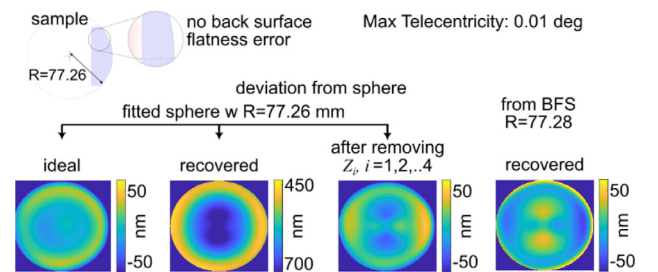 sample
no back surface
flatness error
Max Telecentricity: 0.01 deg
R=77.26
deviation from sphere
fitted sphere w R=77.26 mm
from BFS
R=77.28
ideal
recovered
after removing
Zi, i=1,2,..4
recovered
50
nm
-50
450
nm
700
50
nm
-50
50
nm
-50